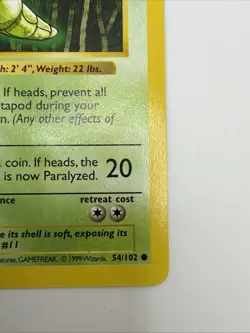 h: 2' 4", Weight: 22 lbs.
If heads, prevent all
tapod during your
n. (Any other effects of
coin. If heads, the 20
is now Paralyzed.
nce retreat cost
e its shell is soft, exposing its
#11
atures, GAMEFREAK. © 1999 Wizards. 54/102 ●